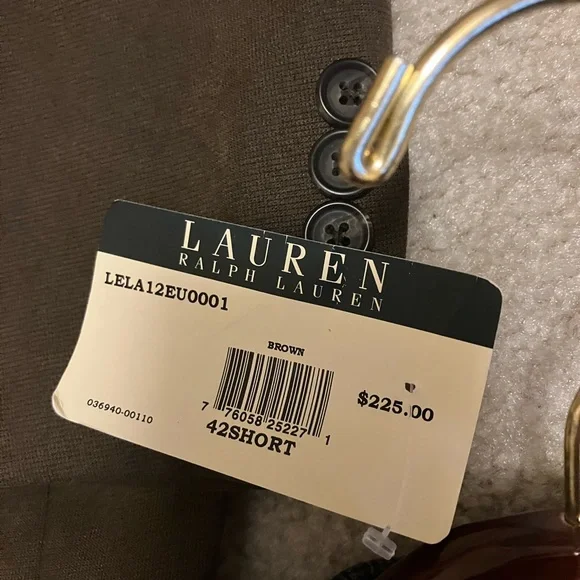 LAUREN
RALPH LAUREN
LELA12EU0001
BROWN
$225.00
7 76058 25227 1
036940-00110
42SHORT